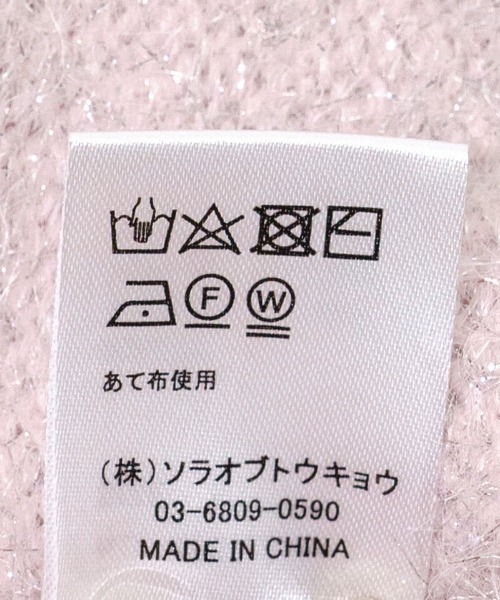 F W
あて布使用
(株)ソラオブトウキョウ
03-6809-0590
MADE IN CHINA